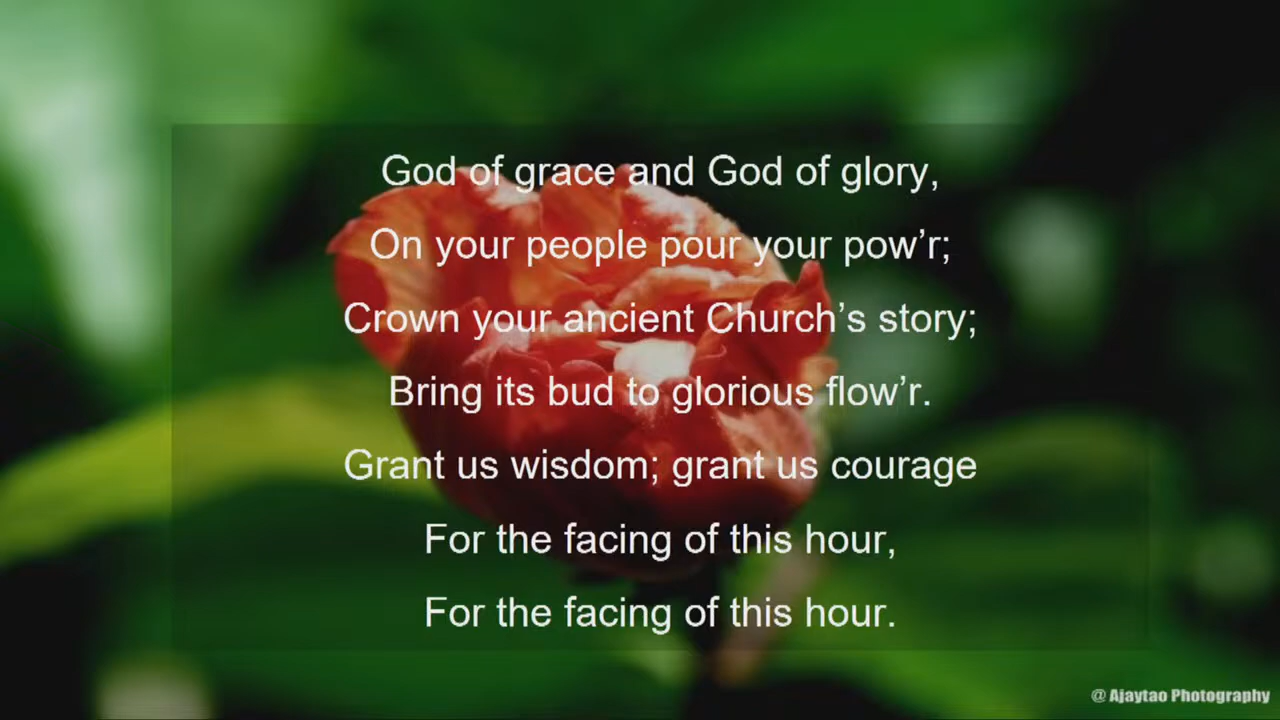 God of grace and God of glory,
On your people pour your pow’r;
Crown your ancient Church’s story;
Bring its bud to glorious flow’r.
Grant us wisdom; grant us courage
For the facing of this hour,
For the facing of this hour.
@ Ajaytao Photography